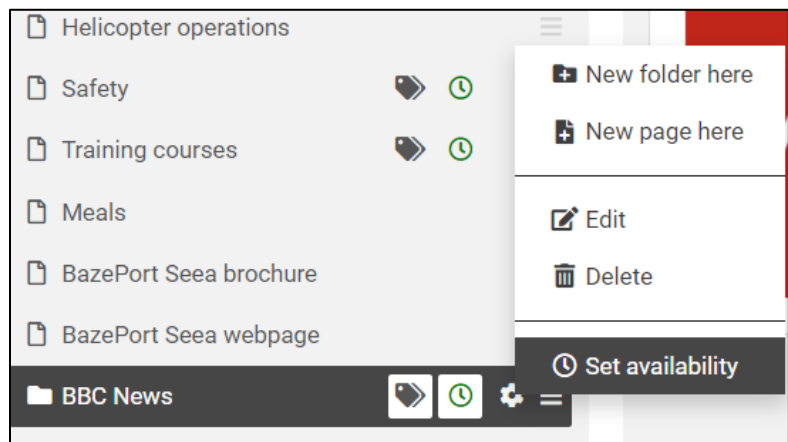 Helicopter operations
Safety
Training courses
Meals
BazePort Seea brochure
BazePort Seea webpage
BBC News
New folder here
New page here
Edit
Delete
Set availability